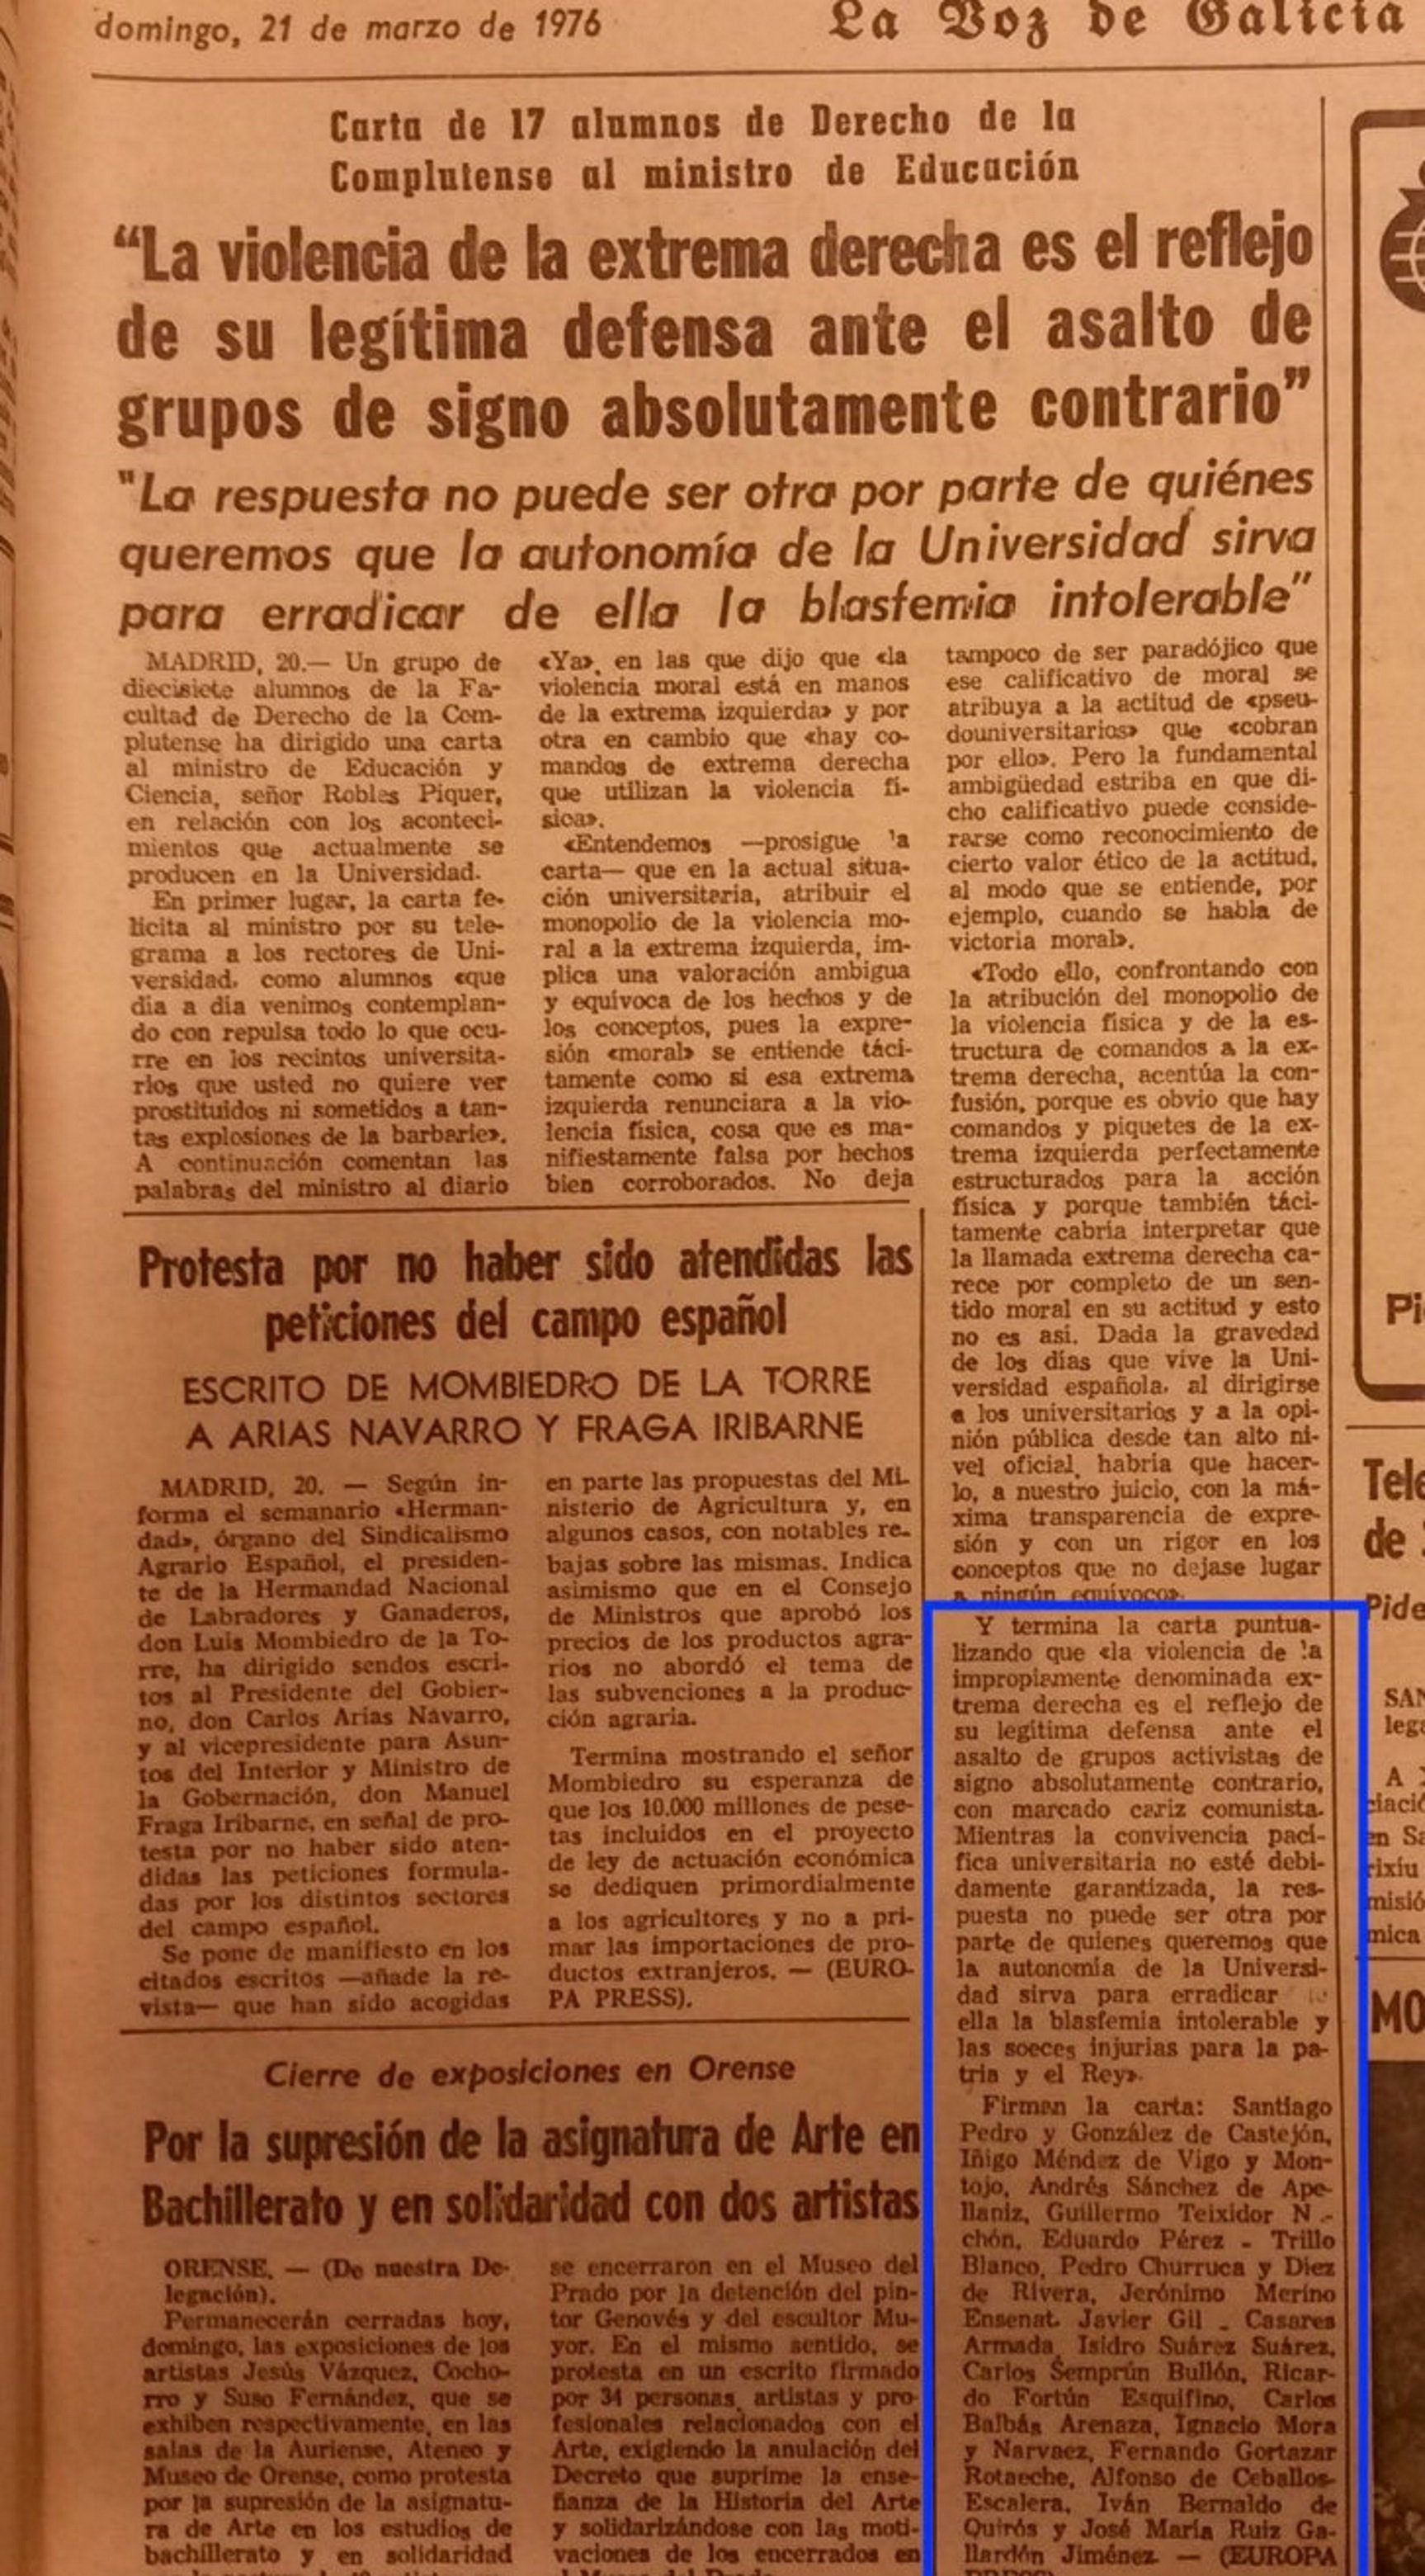 domingo, 21 de marzo de 1976
La Voz de Galicia
Carta de 17 alumnos de Derecho de la
Complutense al ministro de Educación
“La violencia de la extrema derecha es el reflejo
de su legítima defensa ante el asalto de
grupos de signo absolutamente contrario”
"La respuesta no puede ser otra por parte de quiénes
queremos que la autonomía de la Universidad sirva
para erradicar de ella la blasfemia intolerable"
MADRID, 20.— Un grupo de
diecisiete alumnos de la Fa-
cultad de Derecho de la Com-
plutense ha dirigido una carta
al ministro de Educación y
Ciencia, señor Robles Piquer,
en relación con los aconteci-
mientos que actualmente se
producen en la Universidad.
En primer lugar, la carta fe-
licita al ministro por su tele-
grama a los rectores de Uni-
versidad, como alumnos «que
dia a dia venimos contemplan-
do con repulsa todo lo que ocu-
rre en los recintos universita-
rios que usted no quiere ver
prostituidos ni sometidos a tan-
tas explosiones de la barbarie».
A continuación comentan las
palabras del ministro al diario
«Ya», en las que dijo que «la
violencia moral está en manos
de la extrema izquierda» y por
otra en cambio que «hay co-
mandos de extrema derecha
que utilizan la violencia fí-
sica».
«Entendemos —prosigue la
carta— que en la actual situa-
ción universitaria, atribuir el
monopolio de la violencia mo-
ral a la extrema izquierda, im-
plica una valoración ambigua
y equívoca de los hechos y de
los conceptos, pues la expre-
sión «moral» se entiende táci-
tamente como si esa extrema
izquierda renunciara a la vio-
lencia física, cosa que es ma-
nifiestamente falsa por hechos
bien corroborados. No deja
tampoco de ser paradójico que
ese calificativo de moral se
atribuya a la actitud de «pseu-
douniversitarios» que «cobran
por ello». Pero la fundamental
ambigüedad estriba en que di-
cho calificativo puede conside-
rarse como reconocimiento de
cierto valor ético de la actitud,
al modo que se entiende, por
ejemplo, cuando se habla de
victoria moral».
«Todo ello, confrontando con
la atribución del monopolio de
la violencia física y de la es-
tructura de comandos a la ex-
trema derecha, acentúa la con-
fusión, porque es obvio que hay
comandos y piquetes de la ex-
trema izquierda perfectamente
estructurados para la acción
física y porque también táci-
tamente cabría interpretar que
la llamada extrema derecha ca-
rece por completo de un sen-
tido moral en su actitud y esto
no es asi. Dada la gravedad
de los días que vive la Uni-
versidad española, al dirigirse
a los universitarios y a la opi-
nión pública desde tan alto ni-
vel oficial, habria que hacer-
lo, a nuestro juicio, con la má-
xima transparencia de expre-
sión y con un rigor en los
conceptos que no dejase lugar
a ningún equívoco».
Y termina la carta puntua-
lizando que «la violencia de la
impropiamente denominada ex-
trema derecha es el reflejo de
su legítima defensa ante el
asalto de grupos activistas de
signo absolutamente contrario,
con marcado cariz comunista.
Mientras la convivencia pací-
fica universitaria no esté debi-
damente garantizada, la res-
puesta no puede ser otra por
parte de quienes queremos que
la autonomía de la Universi-
dad sirva para erradicar
ella la blasfemia intolerable y
las soeces injurias para la pa-
tria y el Rey».
Firman la carta: Santiago
Pedro y González de Castejón,
Iñigo Méndez de Vigo y Mon-
tojo, Andrés Sánchez de Ape-
llaniz, Guillermo Teixidor
chón, Eduardo Pérez - Trillo
Blanco, Pedro Churruca y Diez
de Rivera, Jerónimo Merino
Ensenat, Javier Gil - Casares
Armada, Isidro Suárez Suárez,
Carlos Semprún Bullón, Ricar-
do Fortún Esquifino, Carlos
Balbás Arenaza, Ignacio Mora
y Narvaez, Fernando Gortazar
Rotaeche, Alfonso de Ceballos-
Escalera, Iván Bernaldo de
Quirós y José María Ruiz Ga-
llardón Jiménez — (EUROPA
Protesta por no haber sido atendidas las
peticiones del campo español
ESCRITO DE MOMBIEDRO DE LA TORRE
A ARIAS NAVARRO Y FRAGA IRIBARNE
MADRID, 20. — Según in-
forma el semanario «Herman-
dad», órgano del Sindicalismo
Agrario Español, el presiden-
te de la Hermandad Nacional
de Labradores y Ganaderos,
don Luis Mombiedro de la To-
rre, ha dirigido sendos escri-
tos al Presidente del Gobier-
no, don Carlos Arias Navarro,
y al vicepresidente para Asun-
tos del Interior y Ministro de
la Gobernación, don Manuel
Fraga Iribarne, en señal de pro-
testa por no haber sido aten-
didas las peticiones formula-
das por los distintos sectores
del campo español.
Se pone de manifiesto en los
citados escritos —añade la re-
vista— que han sido acogidas
en parte las propuestas del Mi-
nisterio de Agricultura y, en
algunos casos, con notables re-
bajas sobre las mismas. Indica
asimismo que en el Consejo
de Ministros que aprobó los
precios de los productos agra-
rios no abordó el tema de
las subvenciones a la produc-
ción agraria.
Termina mostrando el señor
Mombiedro su esperanza de
que los 10.000 millones de pese-
tas incluidos en el proyecto
de ley de actuación económica
se dediquen primordialmente
a los agricultores y no a pri-
mar las importaciones de pro-
ductos extranjeros. — (EURO-
PA PRESS).
Cierre de exposiciones en Orense
Por la supresión de la asignatura de Arte en
Bachillerato y en solidaridad con dos artistas
ORENSE. — (De nuestra De-
legación).
Permanecerán cerradas hoy,
domingo, las exposiciones de los
artistas Jesús Vázquez, Cocho-
rro y Suso Fernández, que se
exhiben respectivamente, en las
salas de la Auriense, Ateneo y
Museo de Orense, como protesta
por la supresión de la asignatu-
ra de Arte en los estudios de
bachillerato y en solidaridad
se encerraron en el Museo del
Prado por la detención del pin-
tor Genovés y del escultor Mu-
yor. En el mismo sentido, se
protesta en un escrito firmado
por 34 personas, artistas y pro-
fesionales relacionados con el
Arte, exigiendo la anulación del
Decreto que suprime la ense-
ñanza de la Historia del Arte
y solidarizándose con las moti-
vaciones de los encerrados en
Pi
Tele
de
Pide
SAN
lega
A
ciació
en Sa
rixíu
misió
mica
MO